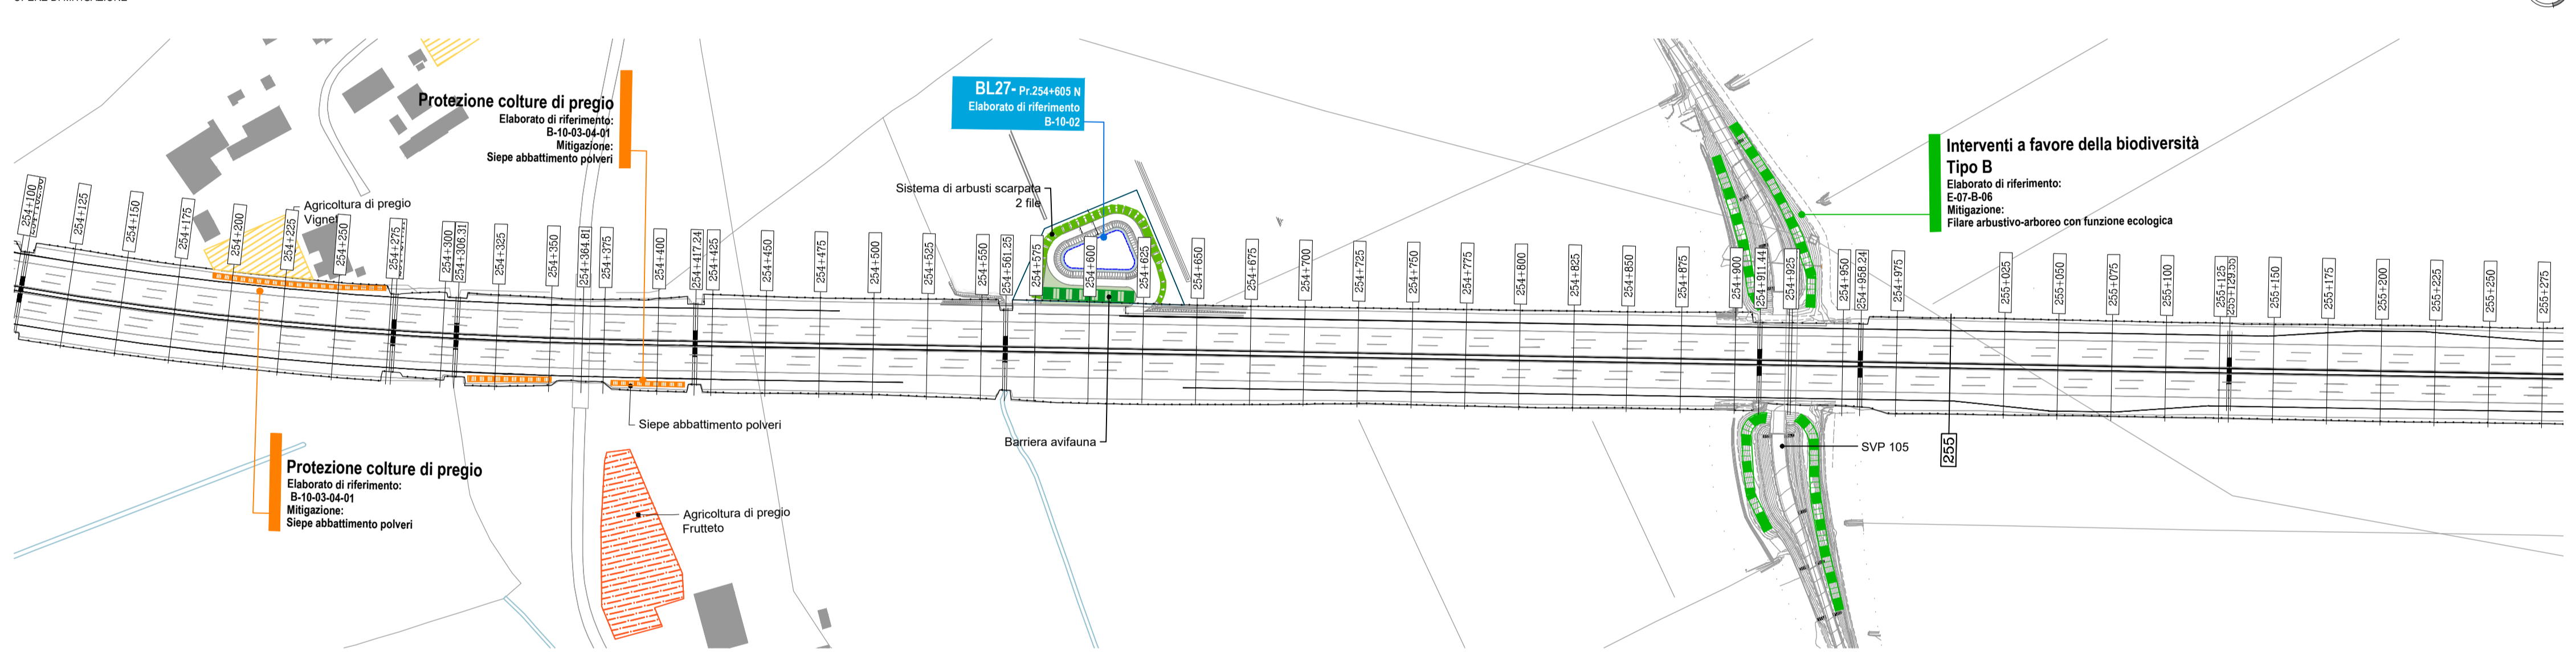 Protezione colture di pregio
Elaborato di riferimento:
B-10-03-04-01
Mitigazione:
Siepe abbattimento polveri
BL27- Pr.254+605 N
Elaborato di riferimento
B-10-02
Interventi a favore della biodiversità
Tipo B
Elaborato di riferimento:
E-07-B-06
Mitigazione:
Filare arbustivo-arboreo con funzione ecologica
Sistema di arbusti scarpata
2 file
Agricoltura di pregio
254+100
254+125
254+150
254+175
254+200
254+225
254+250
254+275
254+300
254+306.31
254+325
254+350
254+364.81
254+375
254+400
254+417.24
254+425
254+450
254+475
254+500
254+525
254+550
254+561.25
254+575
254+600
254+625
254+650
254+675
254+700
254+725
254+750
254+775
254+800
254+825
254+850
254+875
254+900
254+911.44
254+925
254+950
254+958.24
254+975
255+025
255+050
255+075
255+100
255+125
255+129.55
255+150
255+175
255+200
255+225
255+250
255+275
Siepe abbattimento polveri
Barriera avifauna
SVP 105
255
Protezione colture di pregio
Elaborato di riferimento:
B-10-03-04-01
Mitigazione:
Siepe abbattimento polveri
Agricoltura di pregio
Frutteto